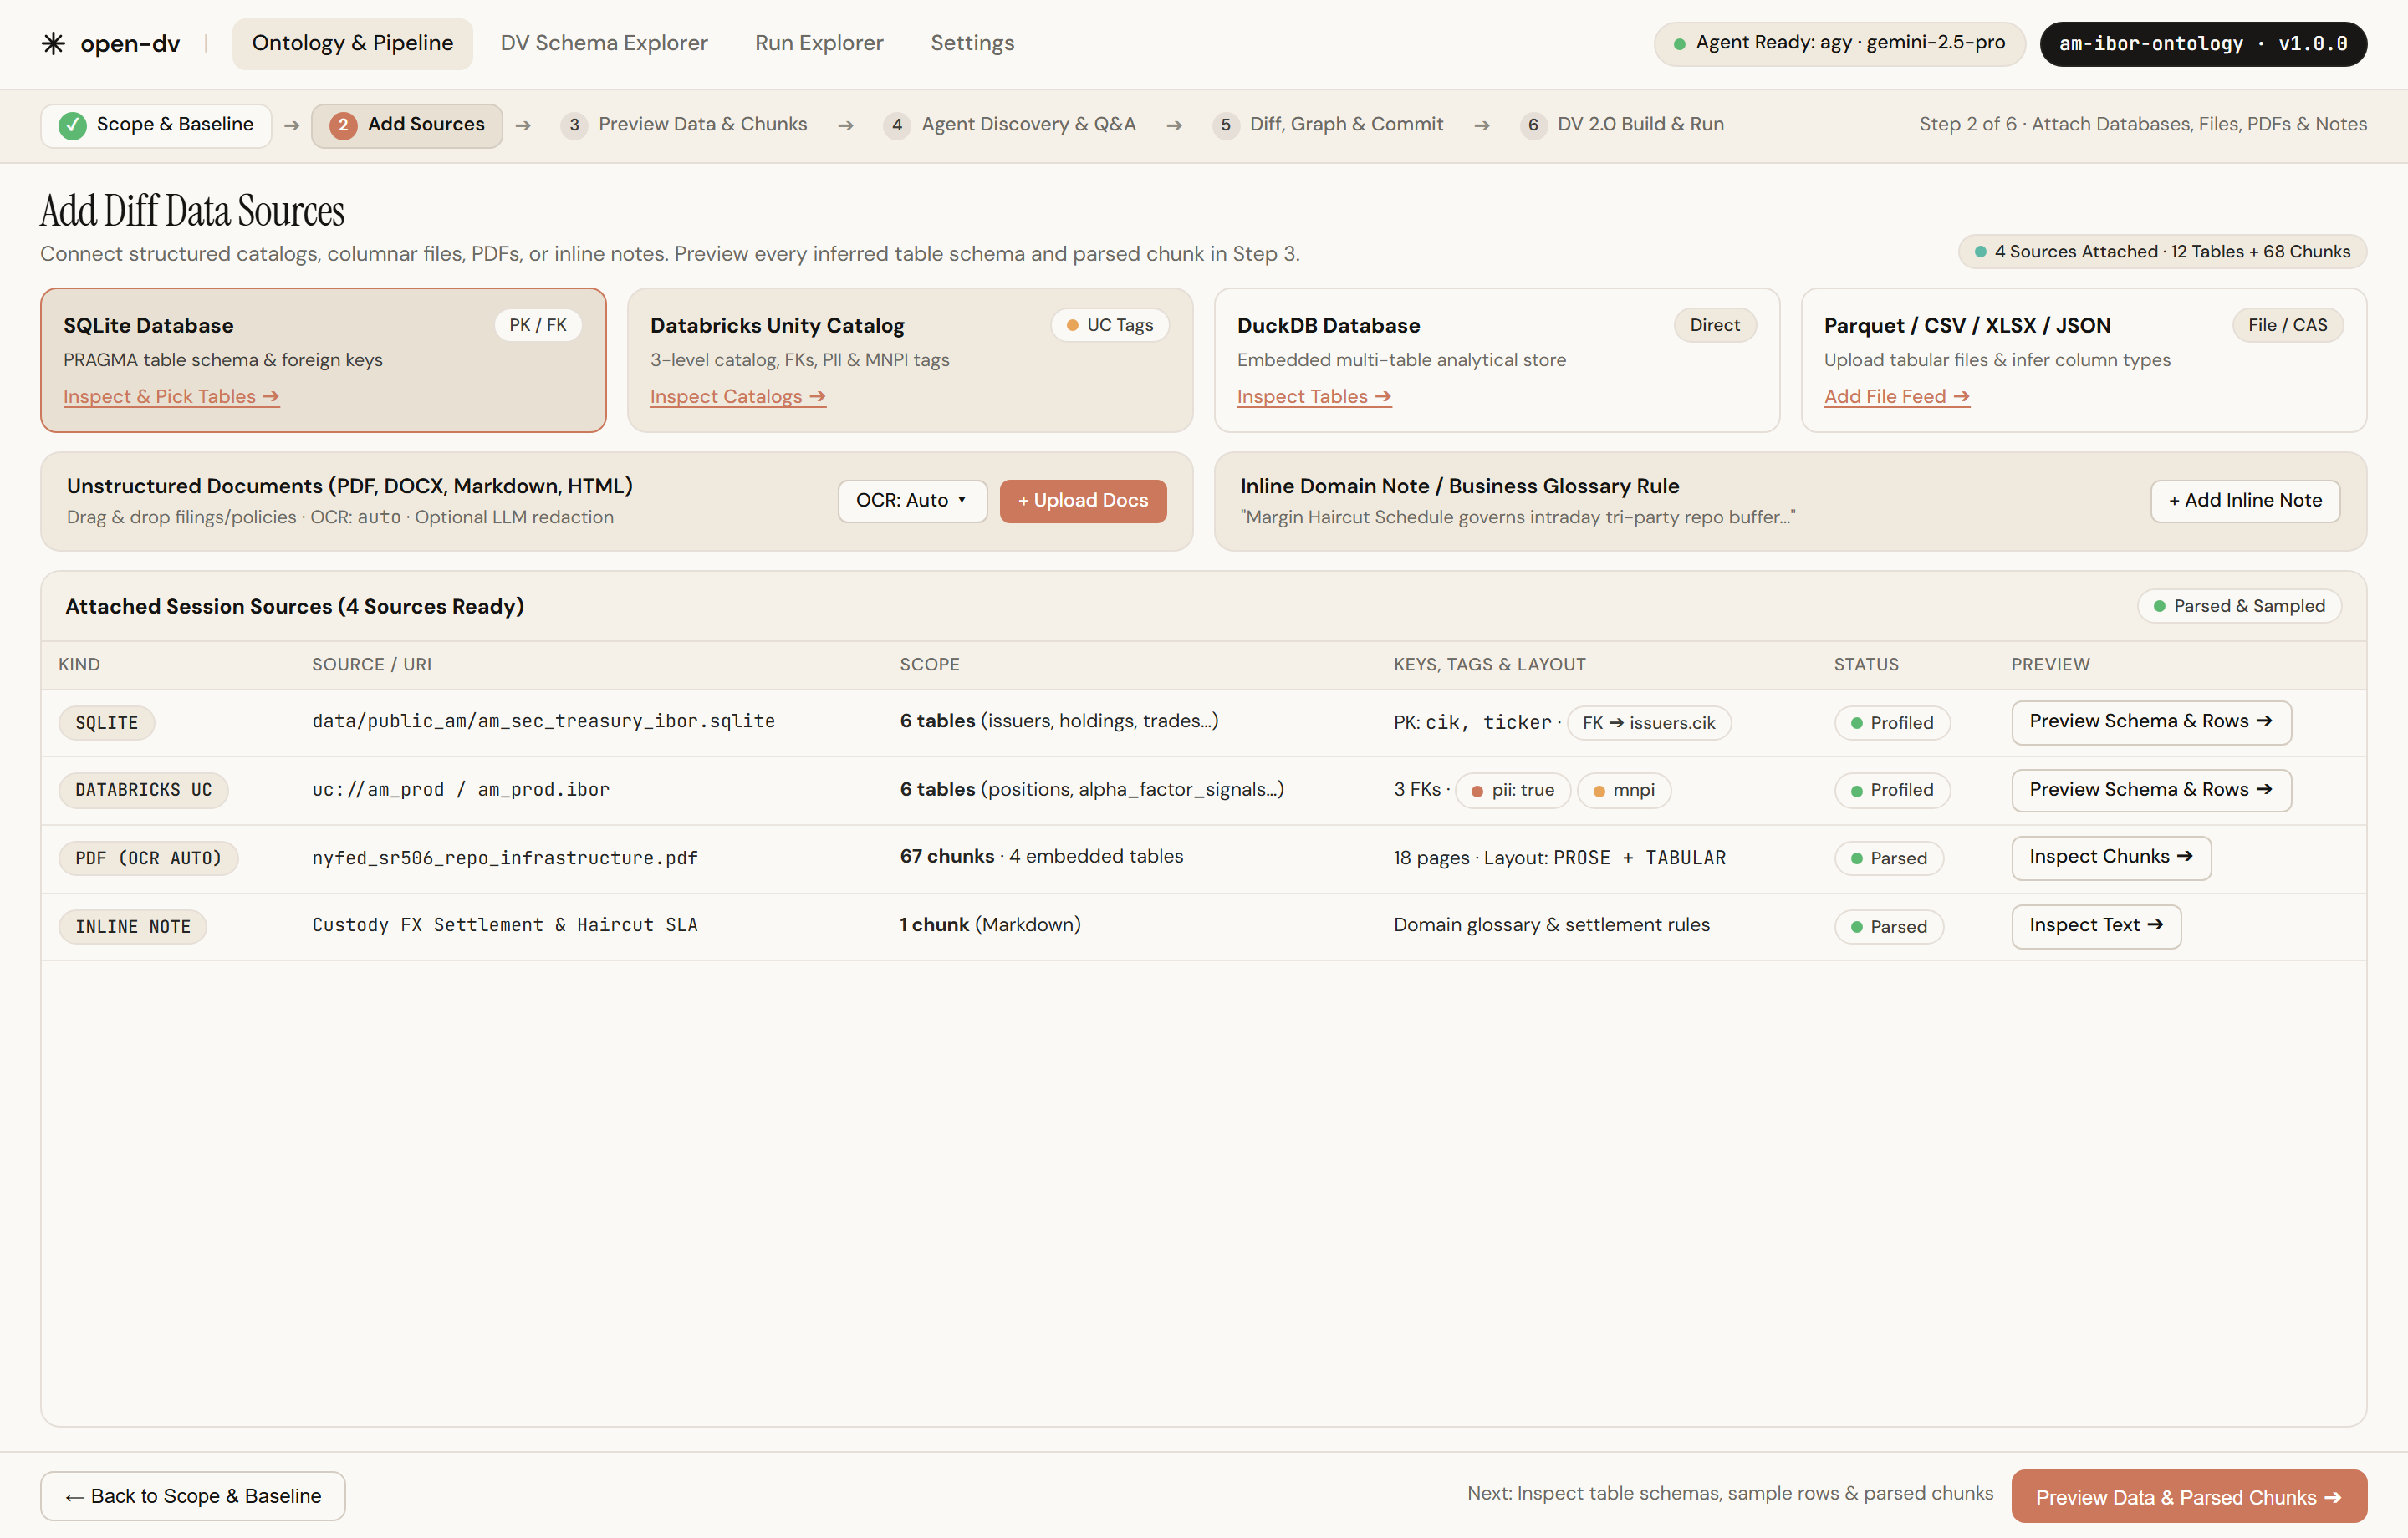 open-dv | Ontology & Pipeline DV Schema Explorer Run Explorer Settings Agent Ready: agy · gemini-2.5-pro am-ibor-ontology · v1.0.0
✓ Scope & Baseline → 2 Add Sources → 3 Preview Data & Chunks → 4 Agent Discovery & Q&A → 5 Diff, Graph & Commit → 6 DV 2.0 Build & Run Step 2 of 6 · Attach Databases, Files, PDFs & Notes
Add Diff Data Sources
Connect structured catalogs, columnar files, PDFs, or inline notes. Preview every inferred table schema and parsed chunk in Step 3.
4 Sources Attached · 12 Tables + 68 Chunks
SQLite Database PK / FK
PRAGMA table schema & foreign keys
Inspect & Pick Tables →
Databricks Unity Catalog UC Tags
3-level catalog, FKs, PII & MNPI tags
Inspect Catalogs →
DuckDB Database Direct
Embedded multi-table analytical store
Inspect Tables →
Parquet / CSV / XLSX / JSON File / CAS
Upload tabular files & infer column types
Add File Feed →
Unstructured Documents (PDF, DOCX, Markdown, HTML)
Drag & drop filings/policies · OCR: auto · Optional LLM redaction
OCR: Auto ▾ + Upload Docs
Inline Domain Note / Business Glossary Rule
"Margin Haircut Schedule governs intraday tri-party repo buffer..."
+ Add Inline Note
Attached Session Sources (4 Sources Ready) Parsed & Sampled
KIND SOURCE / URI SCOPE KEYS, TAGS & LAYOUT STATUS PREVIEW
SQLITE data/public_am/am_sec_treasury_ibor.sqlite 6 tables (issuers, holdings, trades...) PK: cik, ticker · FK → issuers.cik Profiled Preview Schema & Rows →
DATABRICKS UC uc://am_prod / am_prod.ibor 6 tables (positions, alpha_factor_signals...) 3 FKs · pii: true mnpi Profiled Preview Schema & Rows →
PDF (OCR AUTO) nyfed_sr506_repo_infrastructure.pdf 67 chunks · 4 embedded tables 18 pages · Layout: PROSE + TABULAR Parsed Inspect Chunks →
INLINE NOTE Custody FX Settlement & Haircut SLA 1 chunk (Markdown) Domain glossary & settlement rules Parsed Inspect Text →
← Back to Scope & Baseline Next: Inspect table schemas, sample rows & parsed chunks Preview Data & Parsed Chunks →